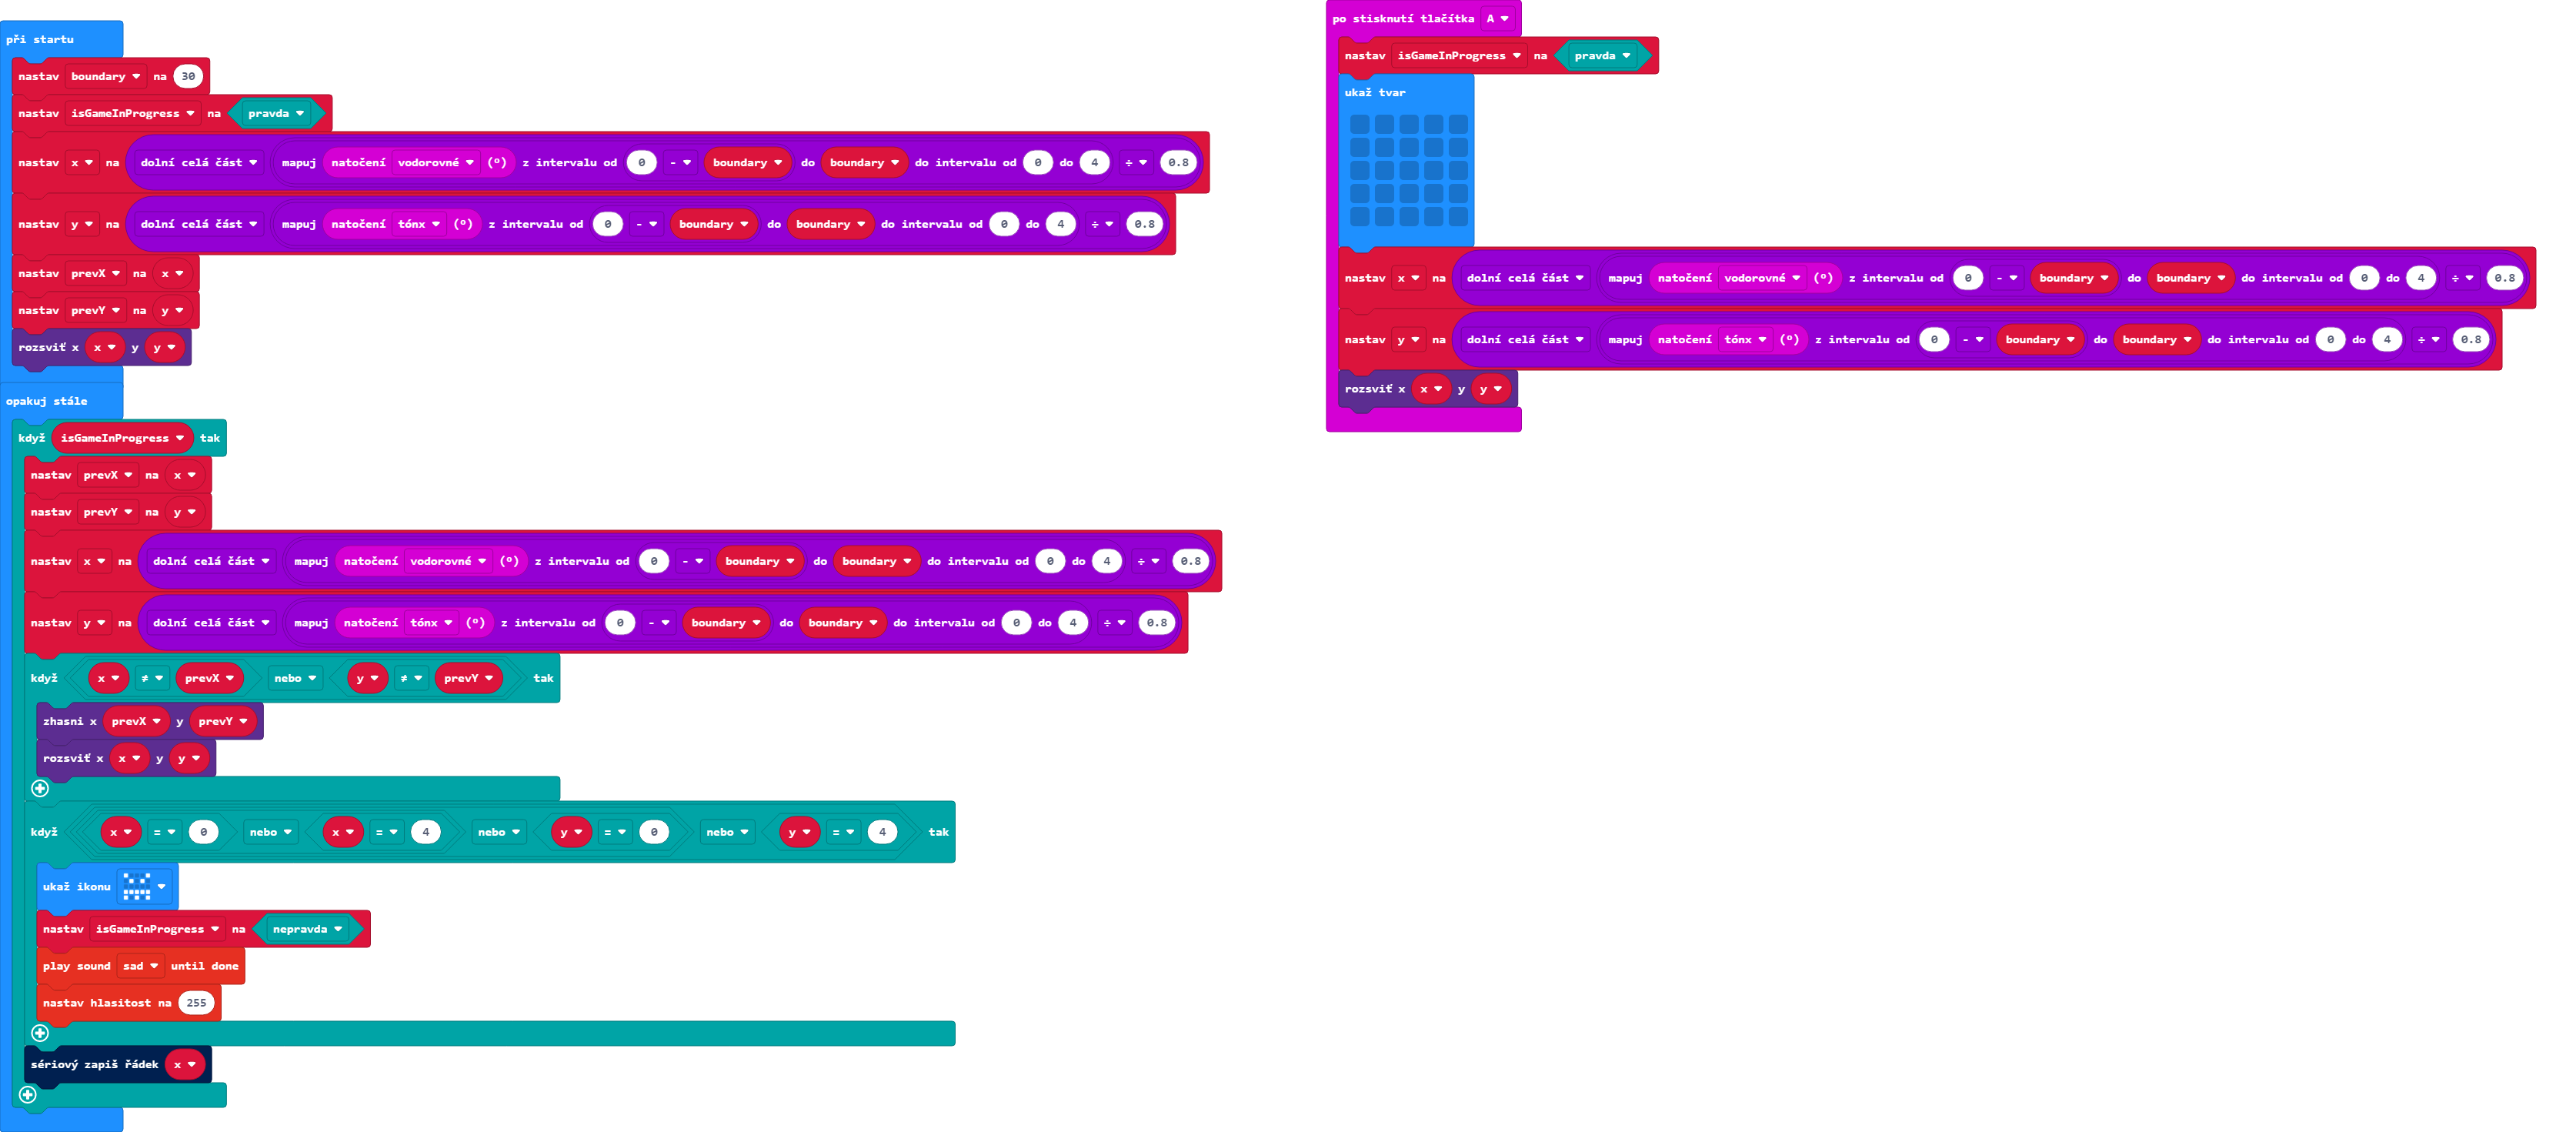 při startu
nastav boundary na 30
nastav isGameInProgress na pravda
nastav x na dolní celá část mapuj natočení vodorovné (º) z intervalu od 0 - boundary do boundary do intervalu od 0 do 4 ÷ 0.8
nastav y na dolní celá část mapuj natočení tónx (º) z intervalu od 0 - boundary do boundary do intervalu od 0 do 4 ÷ 0.8
nastav prevX na x
nastav prevY na y
rozsviť x x y y
opakuj stále
když isGameInProgress tak
nastav prevX na x
nastav prevY na y
nastav x na dolní celá část mapuj natočení vodorovné (º) z intervalu od 0 - boundary do boundary do intervalu od 0 do 4 ÷ 0.8
nastav y na dolní celá část mapuj natočení tónx (º) z intervalu od 0 - boundary do boundary do intervalu od 0 do 4 ÷ 0.8
když x ≠ prevX nebo y ≠ prevY tak
zhasni x prevX y prevY
rozsviť x x y y
když x = 0 nebo x = 4 nebo y = 0 nebo y = 4 tak
ukaž ikonu
nastav isGameInProgress na nepravda
play sound sad until done
nastav hlasitost na 255
sériový zapiš řádek x
po stisknutí tlačítka A
nastav isGameInProgress na pravda
ukaž tvar
nastav x na dolní celá část mapuj natočení vodorovné (º) z intervalu od 0 - boundary do boundary do intervalu od 0 do 4 ÷ 0.8
nastav y na dolní celá část mapuj natočení tónx (º) z intervalu od 0 - boundary do boundary do intervalu od 0 do 4 ÷ 0.8
rozsviť x x y y